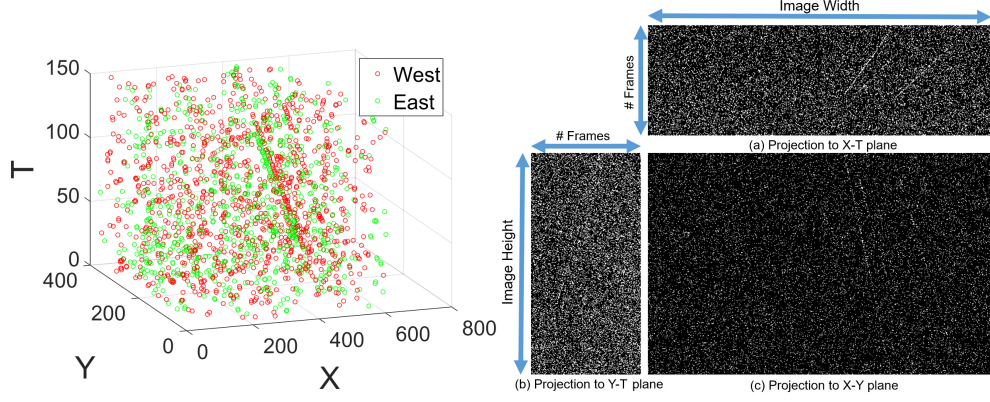 150
100
50
0
T
400
200
0
Y
0
200
400
600
800
X
West
East
Image Width
# Frames
(a) Projection to X-T plane
# Frames
Image Height
(b) Projection to Y-T plane
(c) Projection to X-Y plane